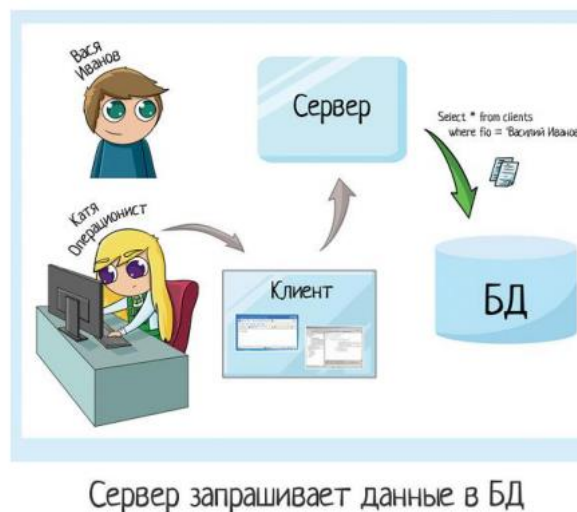 Вася
Иванов
Сервер
Select * from clients
where fio = 'Василий Иванов
Катя
Операционист
Клиент
БД
Сервер запрашивает данные в БД